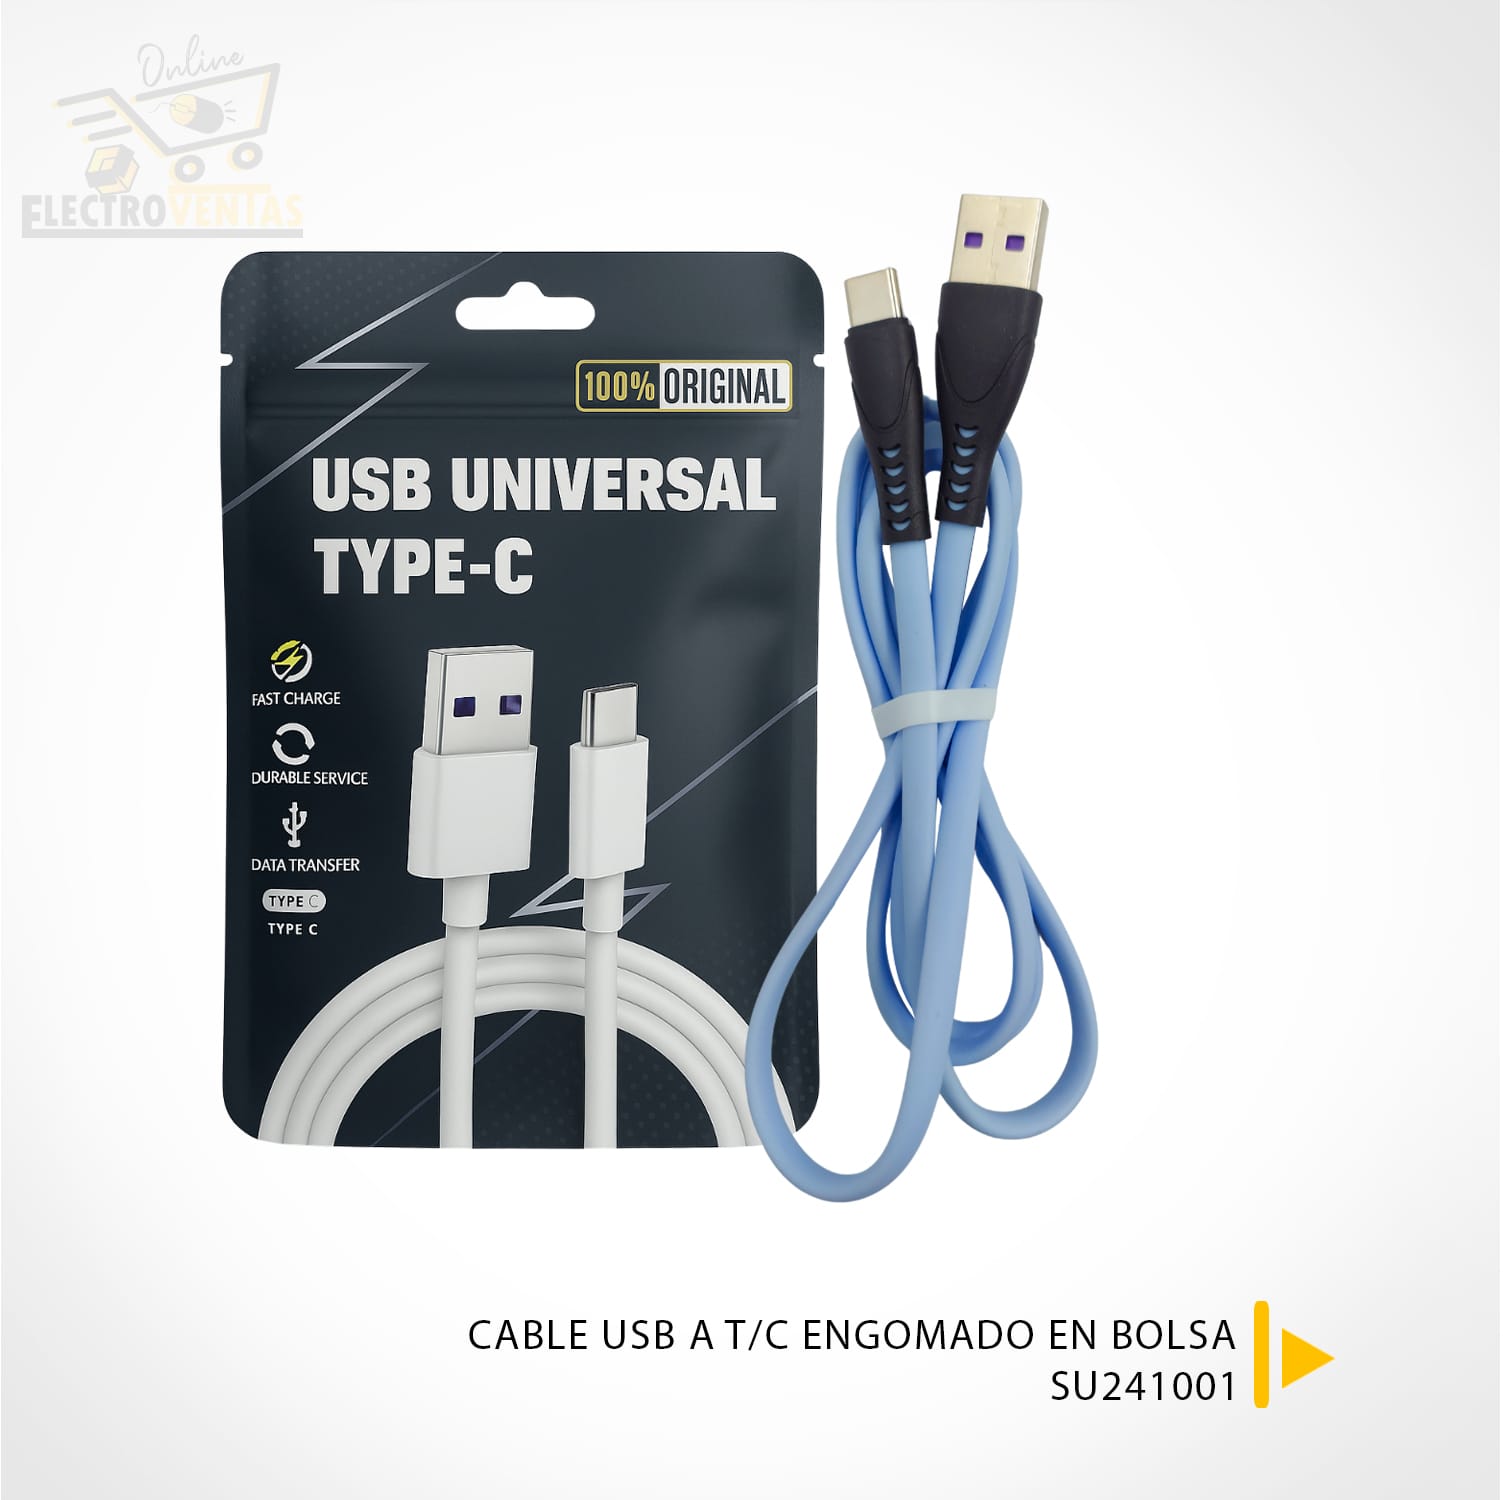 Online
ELECTROVENTAS
100% ORIGINAL
USB UNIVERSAL
TYPE-C
FAST CHARGE
DURABLE SERVICE
DATA TRANSFER
TYPE C
TYPE C
CABLE USB A T/C ENGOMADO EN BOLSA
SU241001